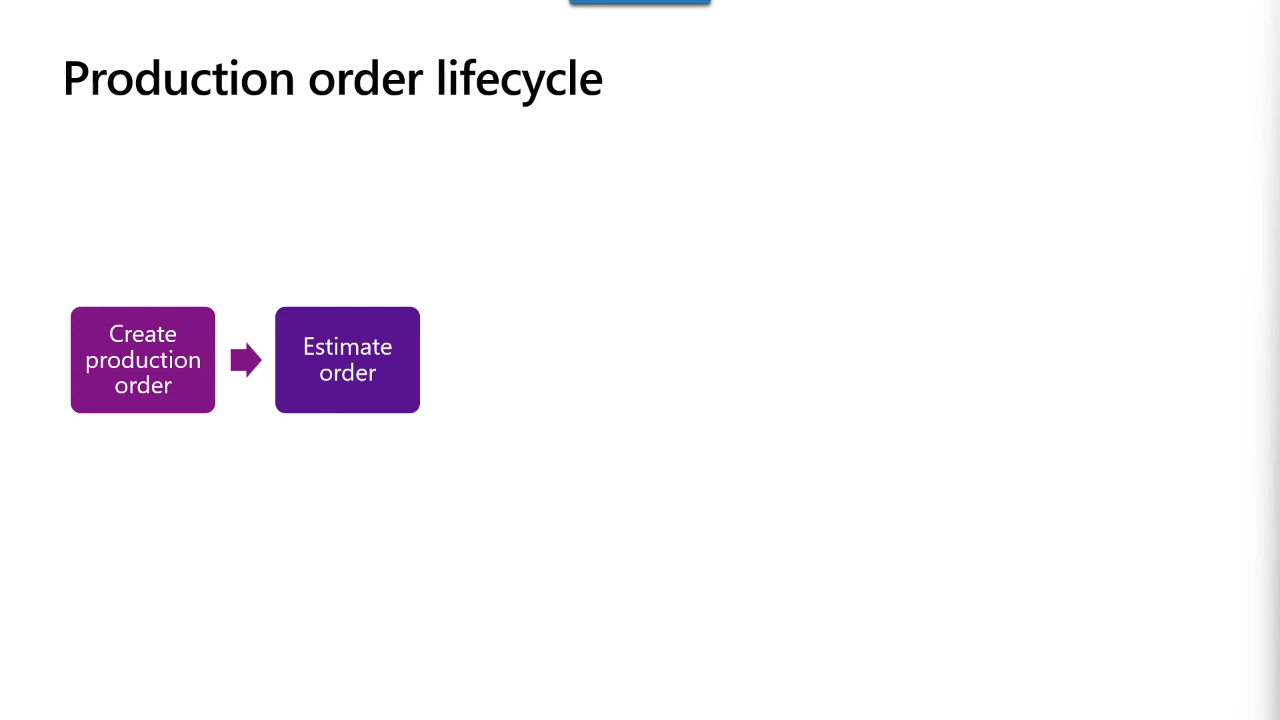 Production order lifecycle
Create
production
order
Estimate
order